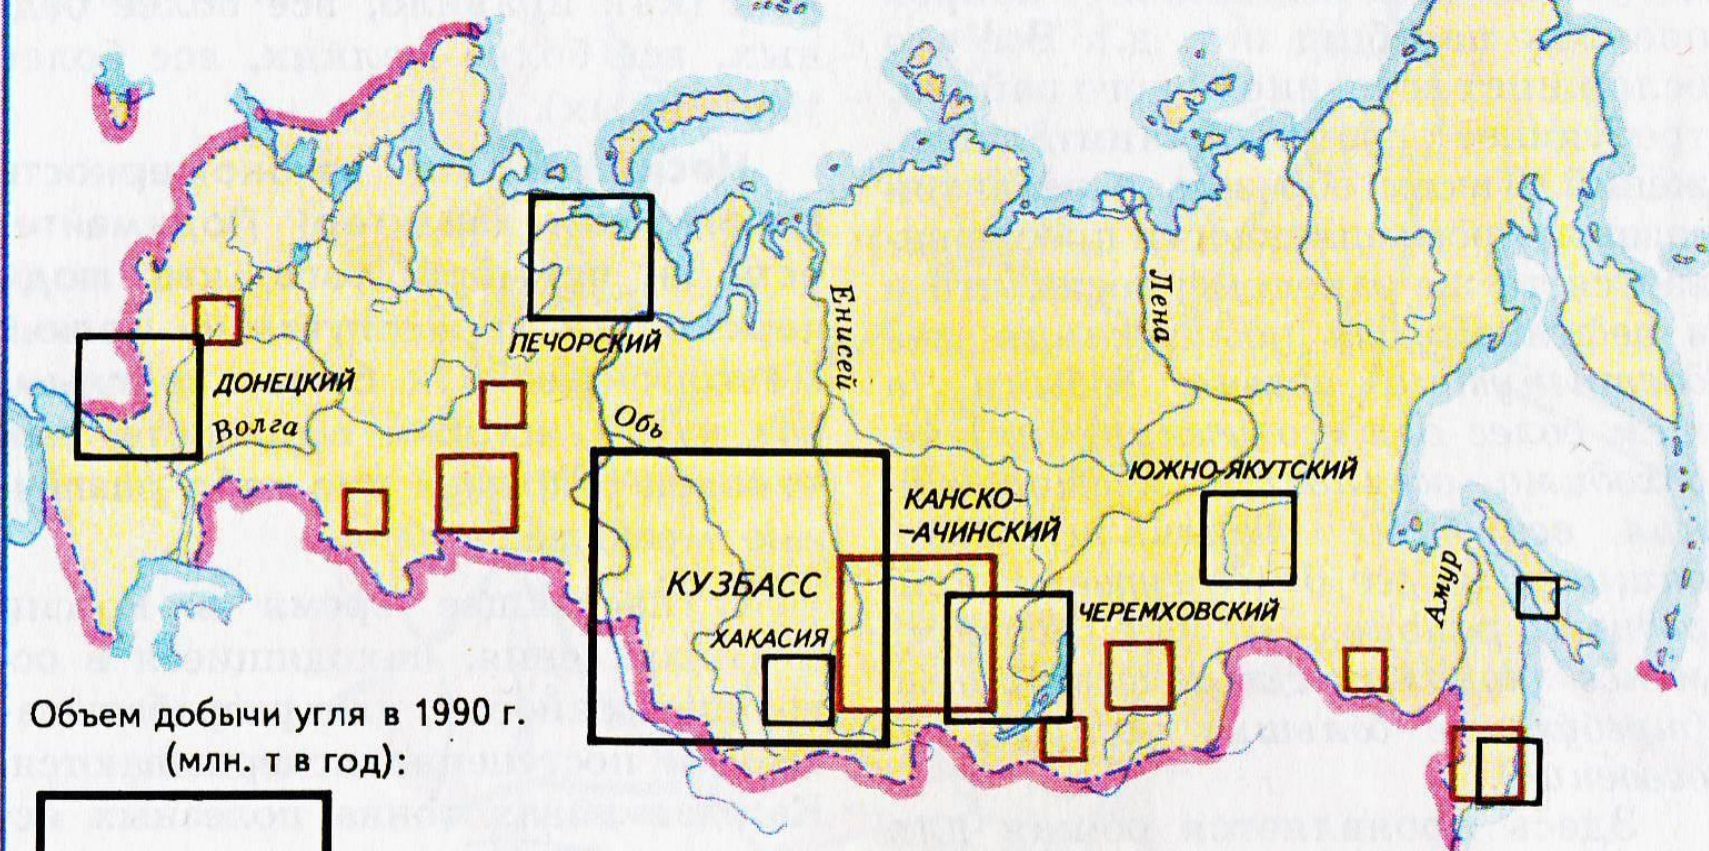 ПЕЧОРСКИЙ
Енисей
Лена
ДОНЕЦКИЙ
Волга
Обь
ЮЖНО-ЯКУТСКИЙ
КАНСКО-
-АЧИНСКИЙ
КУЗБАСС
ХАКАСИЯ
ЧЕРЕМХОВСКИЙ
Амур
Объем добычи угля в 1990 г.
(млн. т в год):